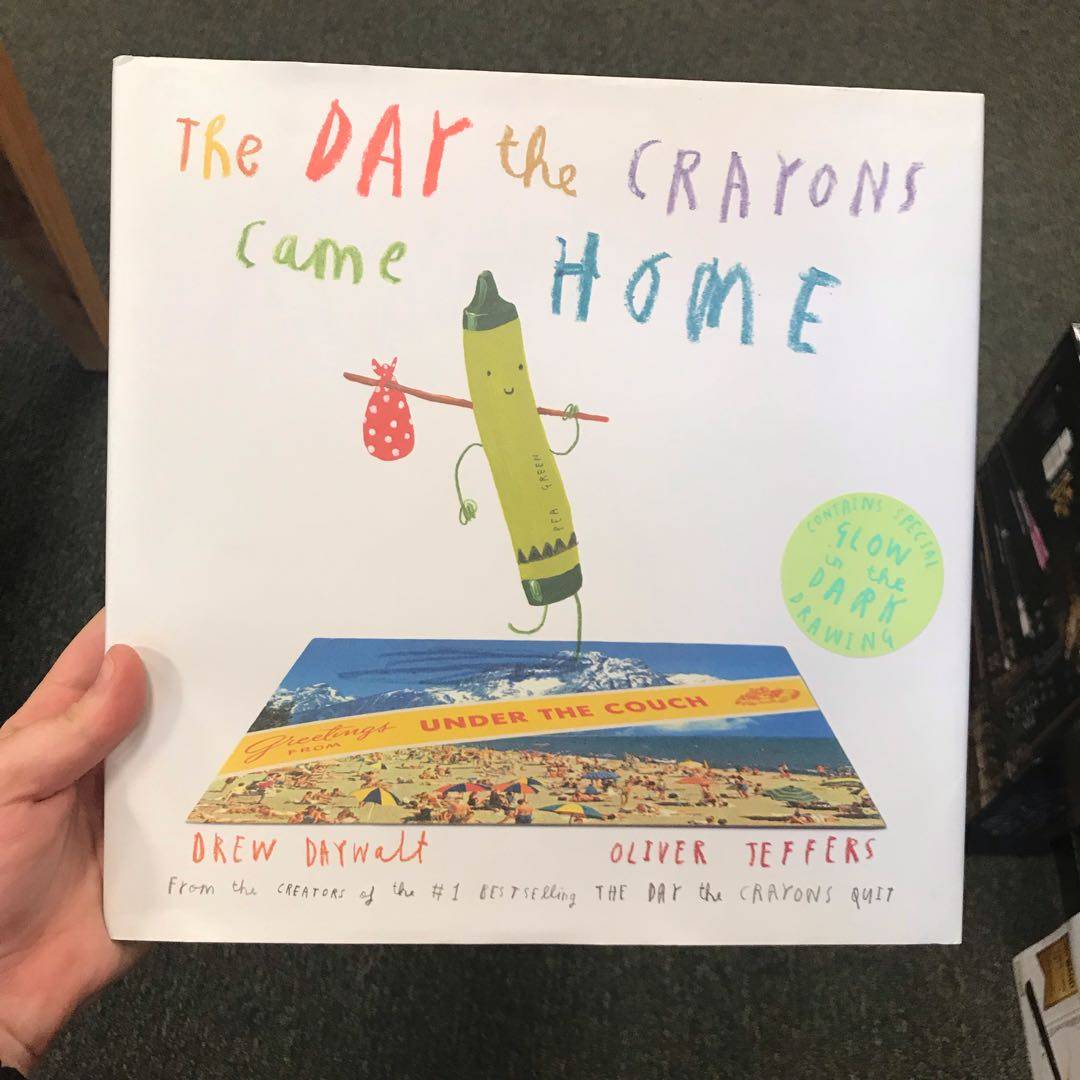 The DAY the CRAYONS
came HOME
PEA GREEN
CONTAINS SPECIAL
GLOW
in the
DARK
DRAWING
Greetings
FROM
UNDER THE COUCH
DREW DAYWalt
OLIVER JEFFERS
From the CREATORS of the #1 BESTSElling THE DAY the CRAYONS QUIT